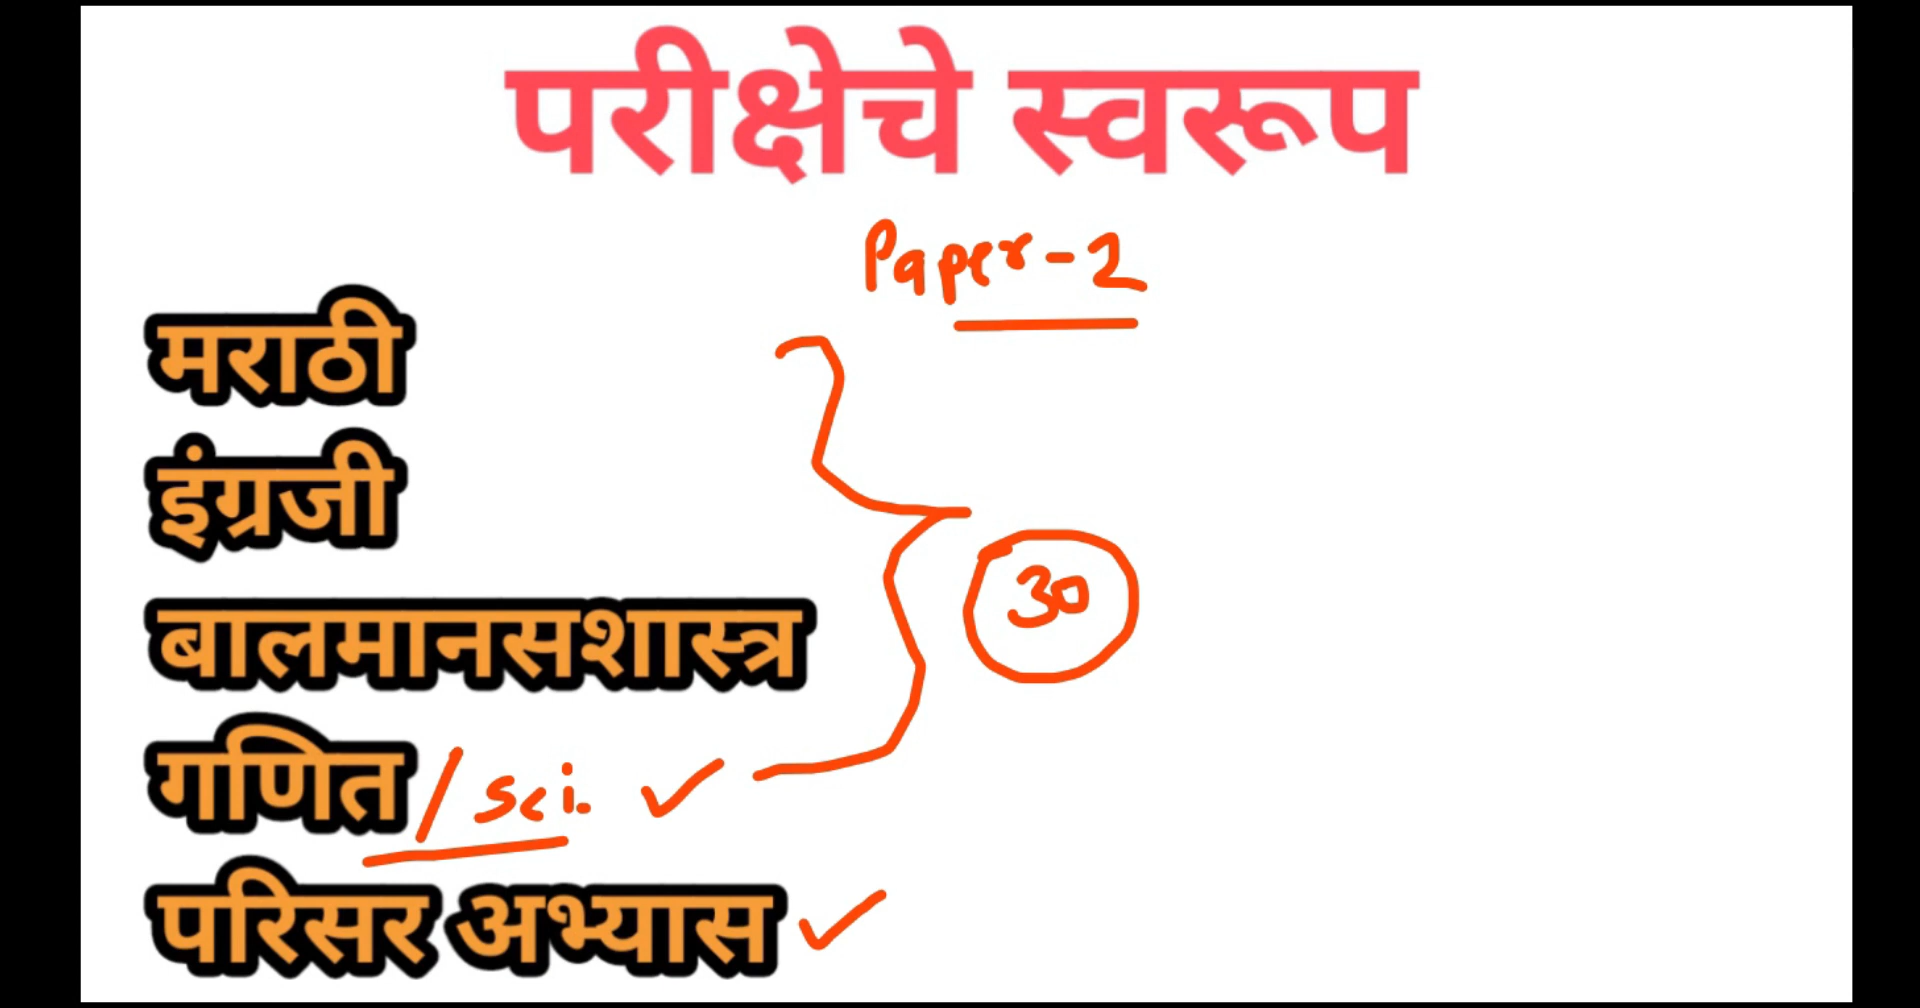 परीक्षेचे स्वरूप
Paper-2
मराठी
इंग्रजी
30
बालमानसशास्त्र
गणित / sci.
परिसर अभ्यास